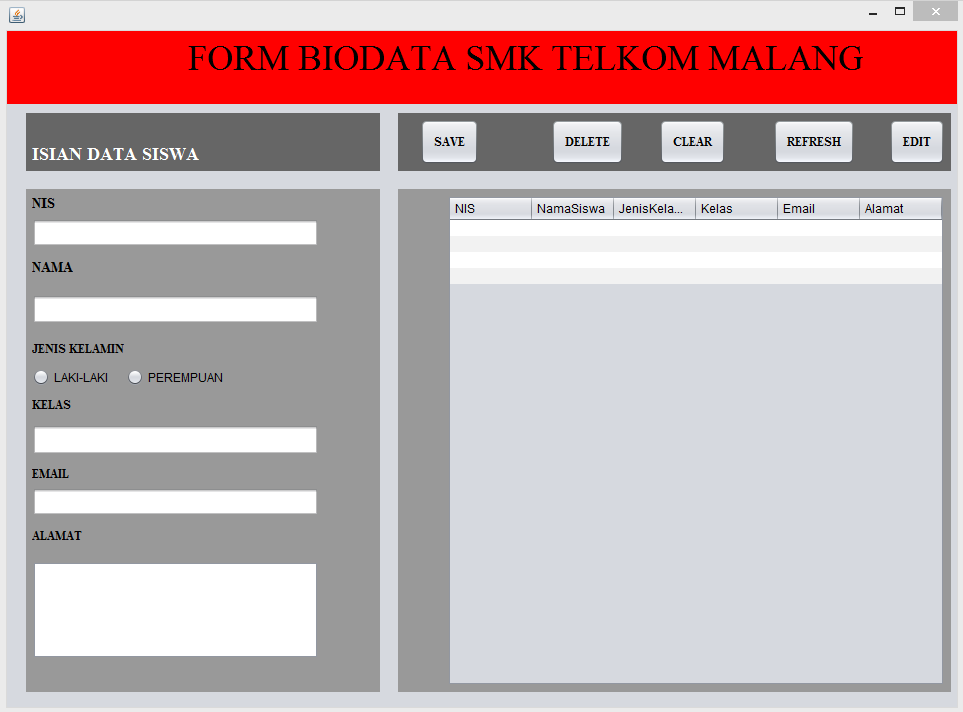 FORM BIODATA SMK TELKOM MALANG
ISIAN DATA SISWA
SAVE DELETE CLEAR REFRESH EDIT
NIS
NAMA
JENIS KELAMIN
LAKI-LAKI PEREMPUAN
KELAS
EMAIL
ALAMAT
NIS NamaSiswa JenisKela... Kelas Email Alamat